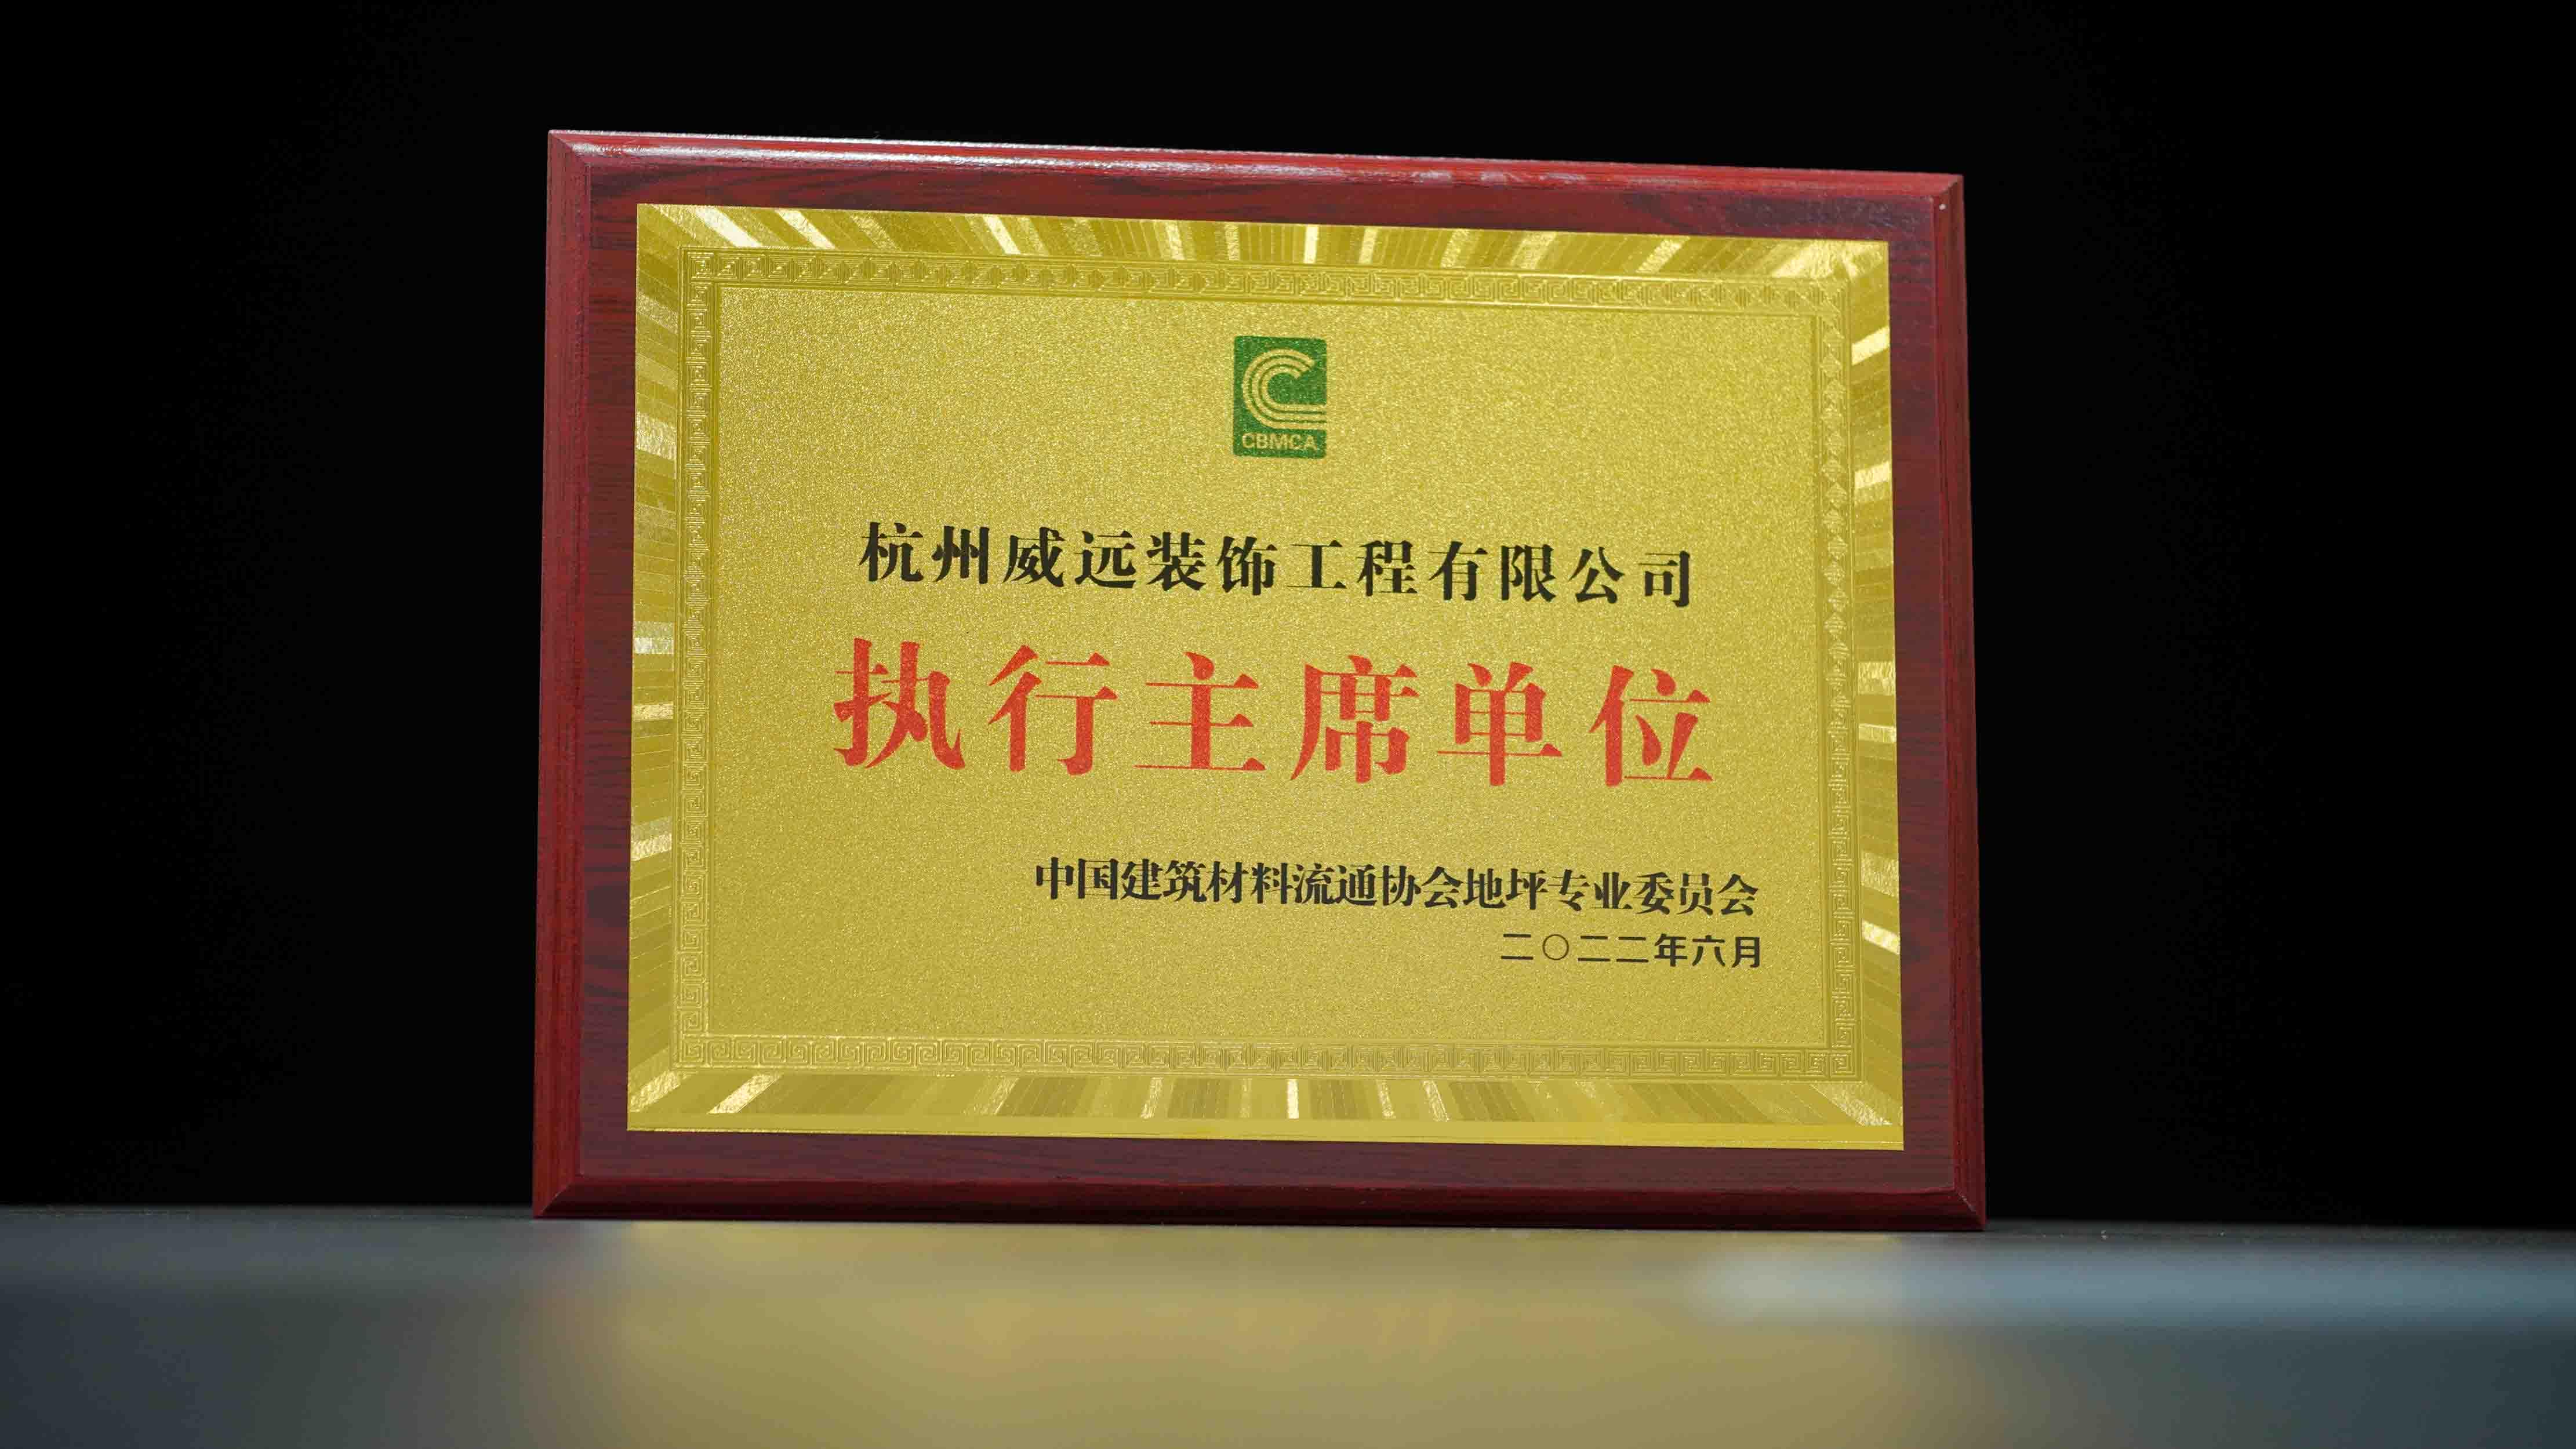 CBMCA
杭州威远装饰工程有限公司
执行主席单位
中国建筑材料流通协会地坪专业委员会
二〇二二年六月